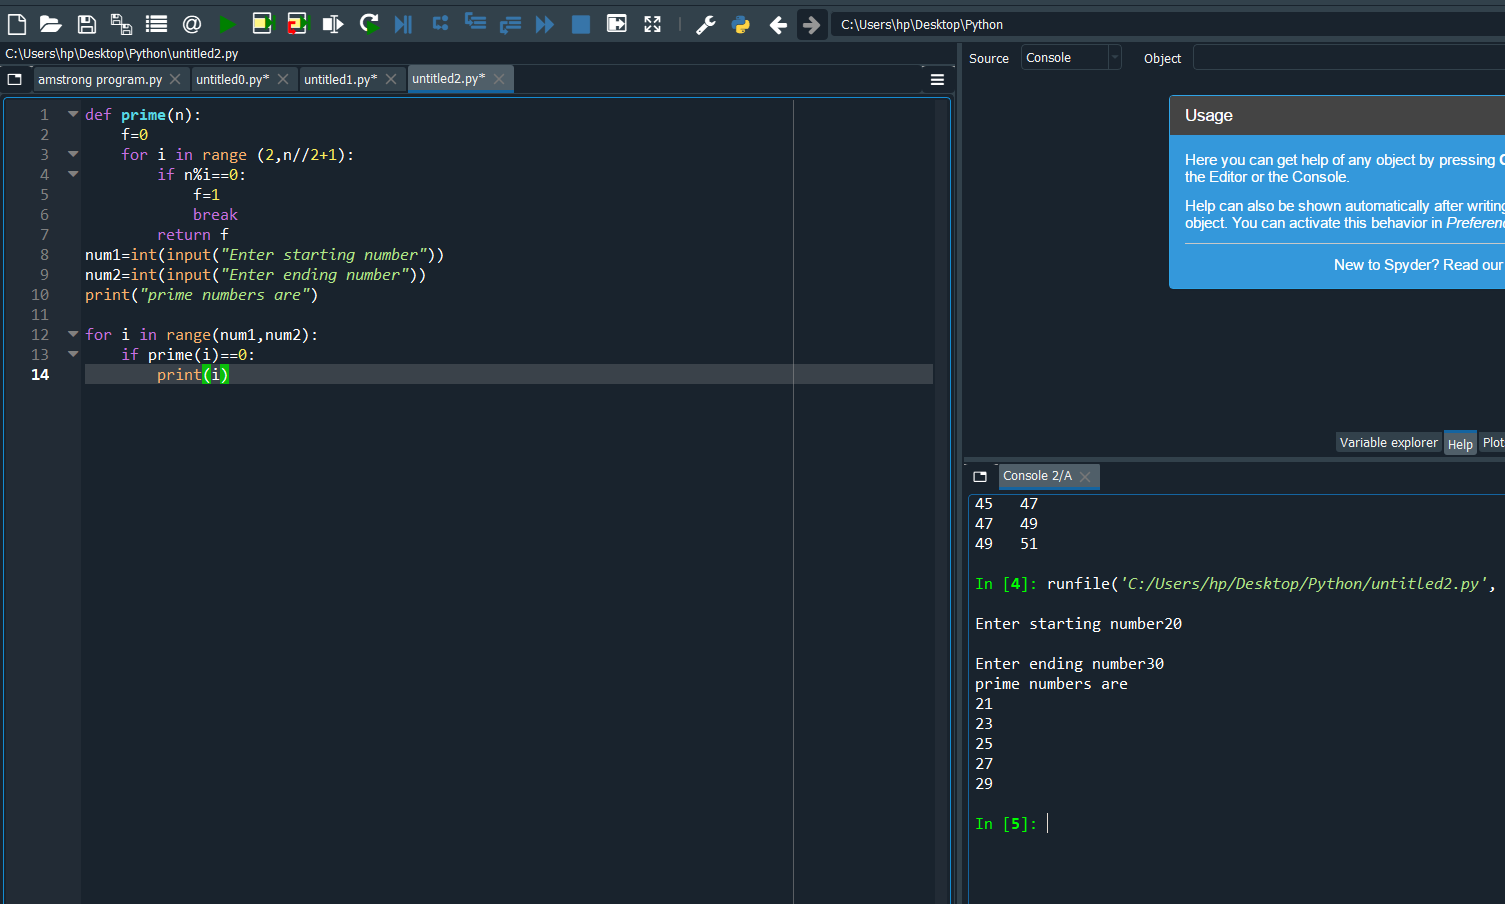 C:\Users\hp\Desktop\Python
C:\Users\hp\Desktop\Python\untitled2.py
amstrong program.py
untitled0.py*
untitled1.py*
untitled2.py*
1 def prime(n):
2     f=0
3     for i in range (2,n//2+1):
4         if n%i==0:
5             f=1
6             break
7         return f
8 num1=int(input("Enter starting number"))
9 num2=int(input("Enter ending number"))
10 print("prime numbers are")
11
12 for i in range(num1,num2):
13     if prime(i)==0:
14         print(i)
Source Console Object
Usage
Here you can get help of any object by pressing
the Editor or the Console.
Help can also be shown automatically after writing
object. You can activate this behavior in Preferen
New to Spyder? Read our
Variable explorer Help Plot
Console 2/A
45 47
47 49
49 51
In [4]: runfile('C:/Users/hp/Desktop/Python/untitled2.py',
Enter starting number20
Enter ending number30
prime numbers are
21
23
25
27
29
In [5]: